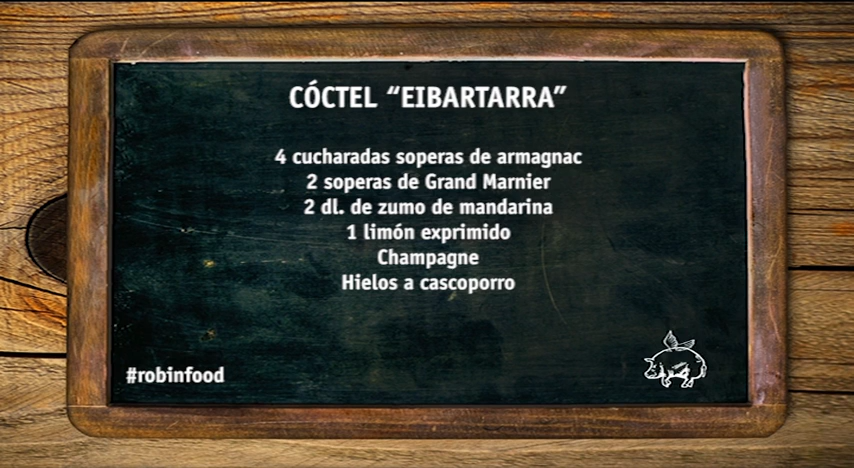 CÓCTEL “EIBARTARRA”
4 cucharadas soperas de armagnac
2 soperas de Grand Marnier
2 dl. de zumo de mandarina
1 limón exprimido
Champagne
Hielos a cascoporro
#robinfood